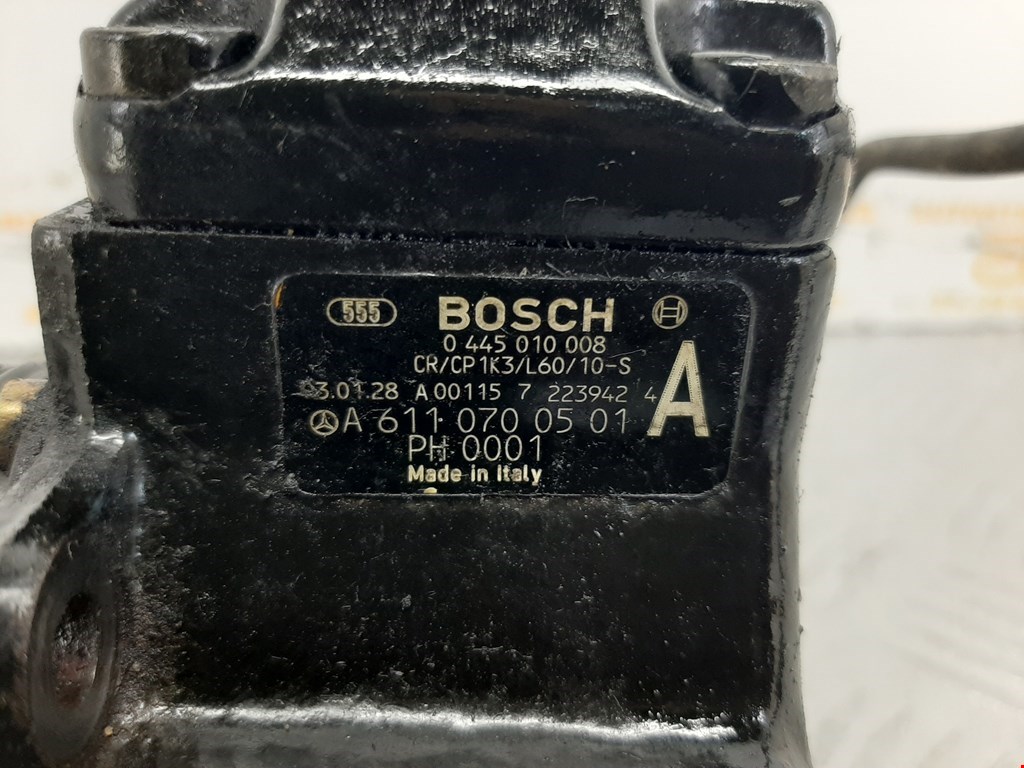 555 BOSCH
0 445 010 008
CR/CP1K3/L60/10-S
3.01.28 A00115 7 223942 4
A
A 611 070 05 01
PH 0001
Made in Italy